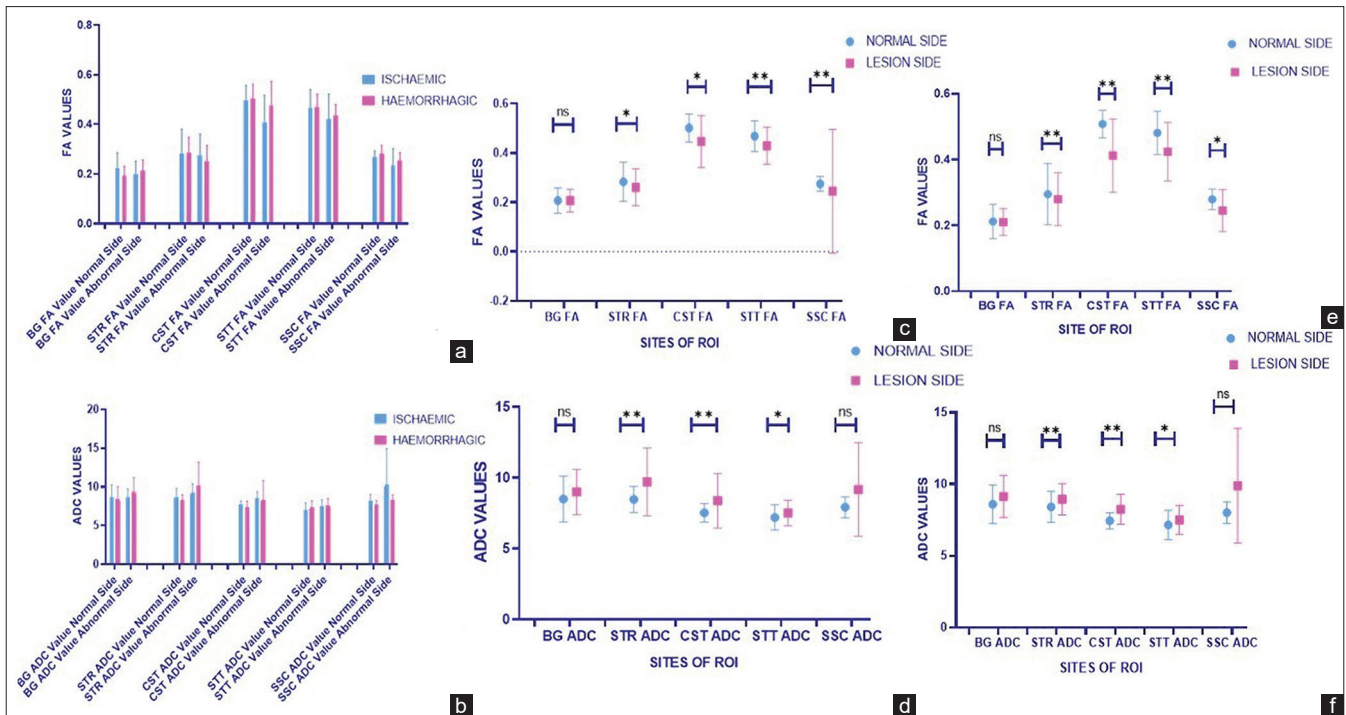 0.8
0.6
0.4
0.2
0.0
FA VALUES
ISCHAEMIC
HAEMORRHAGIC
BG FA Value Normal Side
BG FA Value Abnormal Side
STR FA Value Normal Side
STR FA Value Abnormal Side
CST FA Value Normal Side
CST FA Value Abnormal Side
STT FA Value Normal Side
STT FA Value Abnormal Side
SSC FA Value Normal Side
SSC FA Value Abnormal Side
a
NORMAL SIDE
LESION SIDE
ns
*
*
**
**
0.6
0.4
0.2
0.0
-0.2
FA VALUES
BG FA STR FA CST FA STT FA SSC FA
SITES OF ROI
c
NORMAL SIDE
LESION SIDE
ns
**
**
**
*
0.6
0.4
0.2
0.0
FA VALUES
BG FA STR FA CST FA STT FA SSC FA
SITE OF ROI
e
20
15
10
5
0
ADC VALUES
ISCHAEMIC
HAEMORRHAGIC
BG ADC Value Normal Side
BG ADC Value Abnormal Side
STR ADC Value Normal Side
STR ADC Value Abnormal Side
CST ADC Value Normal Side
CST ADC Value Abnormal Side
STT ADC Value Normal Side
STT ADC Value Abnormal Side
SSC ADC Value Normal Side
SSC ADC Value Abnormal Side
b
NORMAL SIDE
LESION SIDE
ns
**
**
*
ns
15
10
5
0
ADC VALUES
BG ADC STR ADC CST ADC STT ADC SSC ADC
SITES OF ROI
d
NORMAL SIDE
LESION SIDE
ns
**
**
*
ns
15
10
5
0
ADC VALUES
BG ADC STR ADC CST ADC STT ADC SSC ADC
SITES OF ROI
f